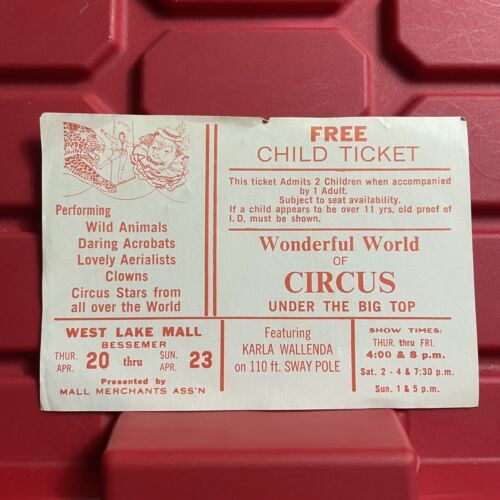 FREE
CHILD TICKET
This ticket Admits 2 Children when accompanied
by 1 Adult.
Subject to seat availability.
If a child appears to be over 11 yrs. old proof of
I.D. must be shown.
Performing
Wild Animals
Daring Acrobats
Lovely Aerialists
Clowns
Circus Stars from
all over the World
Wonderful World
OF
CIRCUS
UNDER THE BIG TOP
WEST LAKE MALL
BESSEMER
THUR. APR. 20 thru SUN. APR. 23
Presented by
MALL MERCHANTS ASS'N
Featuring
KARLA WALLENDA
on 110 ft. SWAY POLE
SHOW TIMES:
THUR. thru FRI.
4:00 & 8 p.m.
Sat. 2 - 4 & 7:30 p.m.
Sun. 1 & 5 p.m.